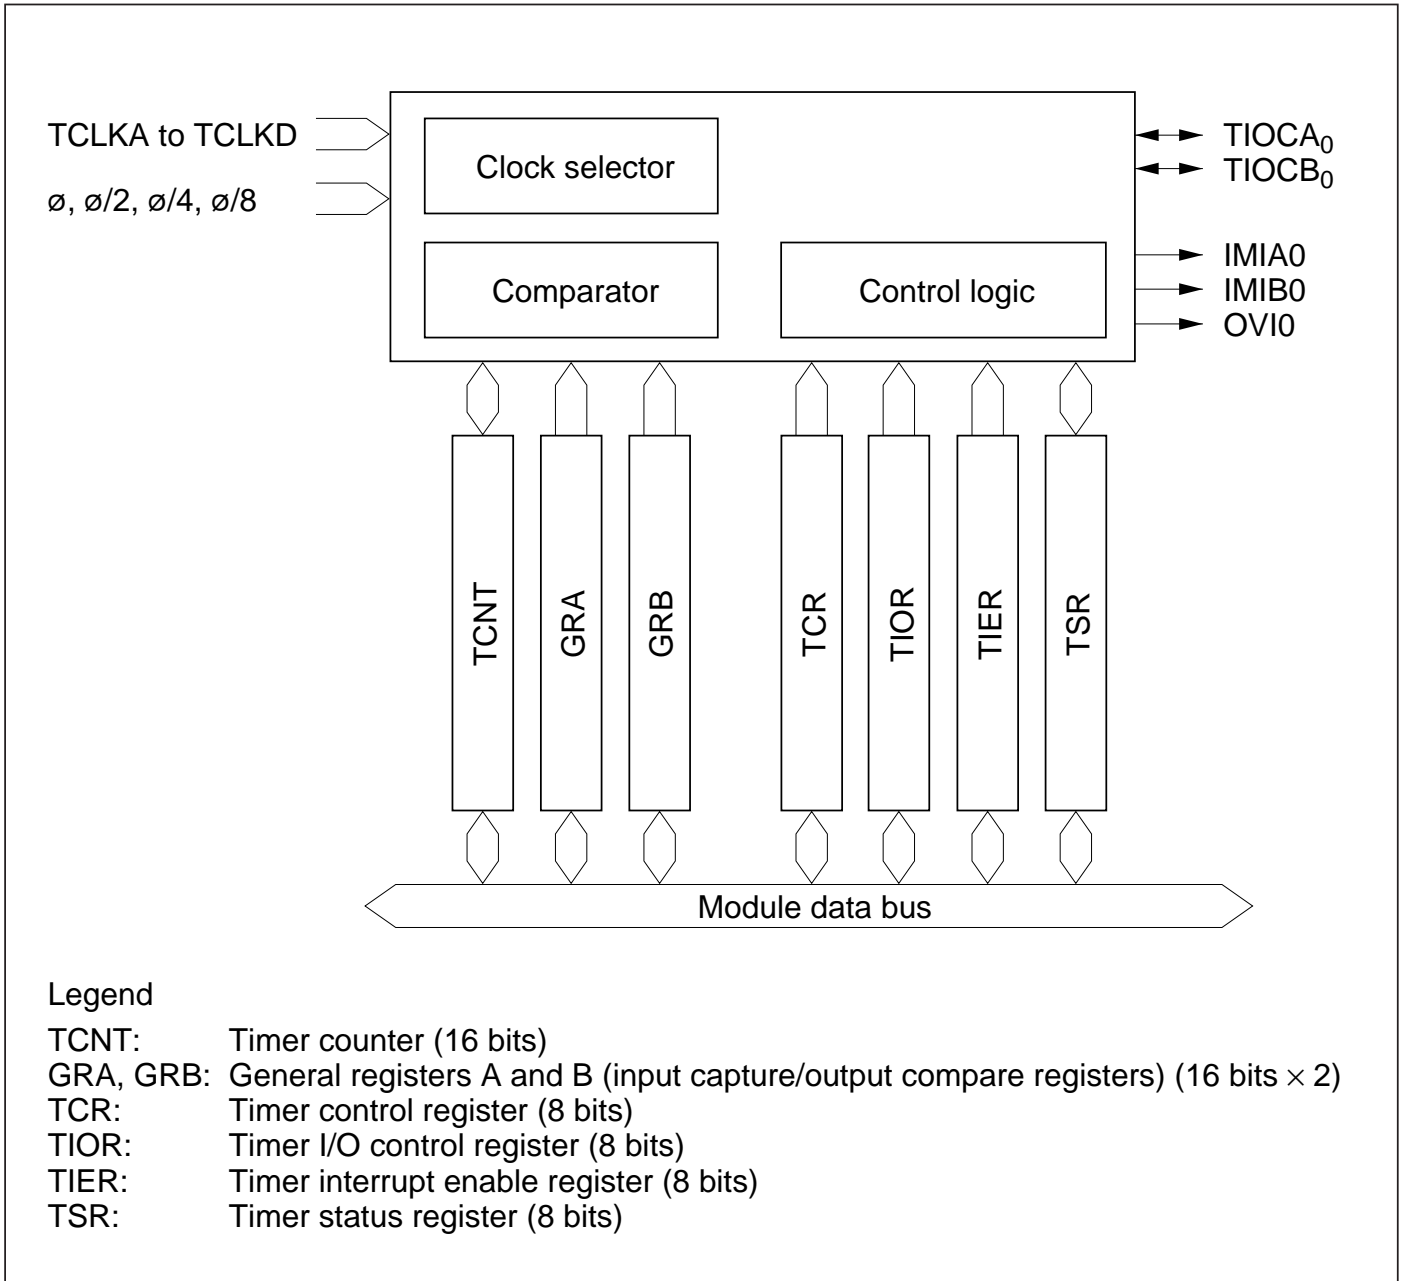 TCLKA to TCLKD
ø, ø/2, ø/4, ø/8
Clock selector
Comparator
Control logic
TIOCA0
TIOCB0
IMIA0
IMIB0
OVI0
TCNT
GRA
GRB
TCR
TIOR
TIER
TSR
Module data bus
Legend
TCNT: Timer counter (16 bits)
GRA, GRB: General registers A and B (input capture/output compare registers) (16 bits × 2)
TCR: Timer control register (8 bits)
TIOR: Timer I/O control register (8 bits)
TIER: Timer interrupt enable register (8 bits)
TSR: Timer status register (8 bits)